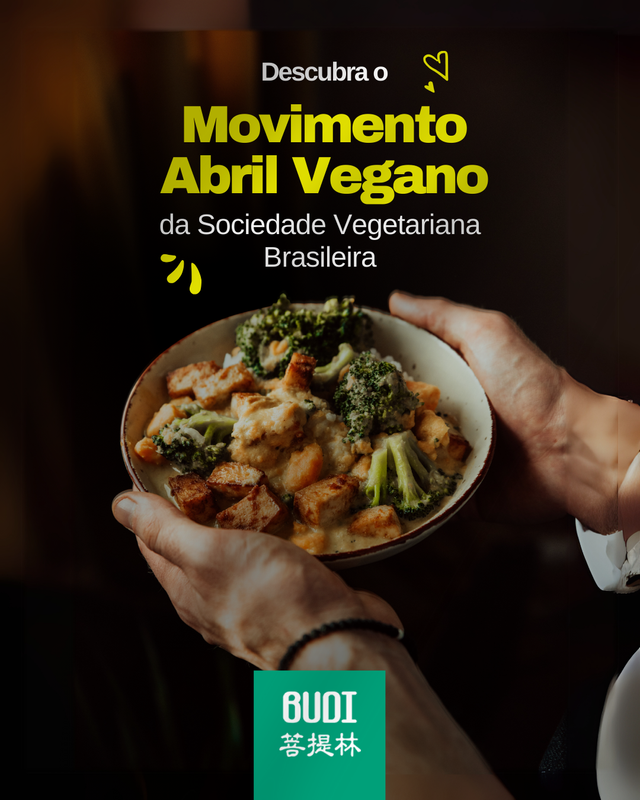 Descubra o
Movimento
Abril Vegano
da Sociedade Vegetariana
Brasileira
BUDI
菩提林